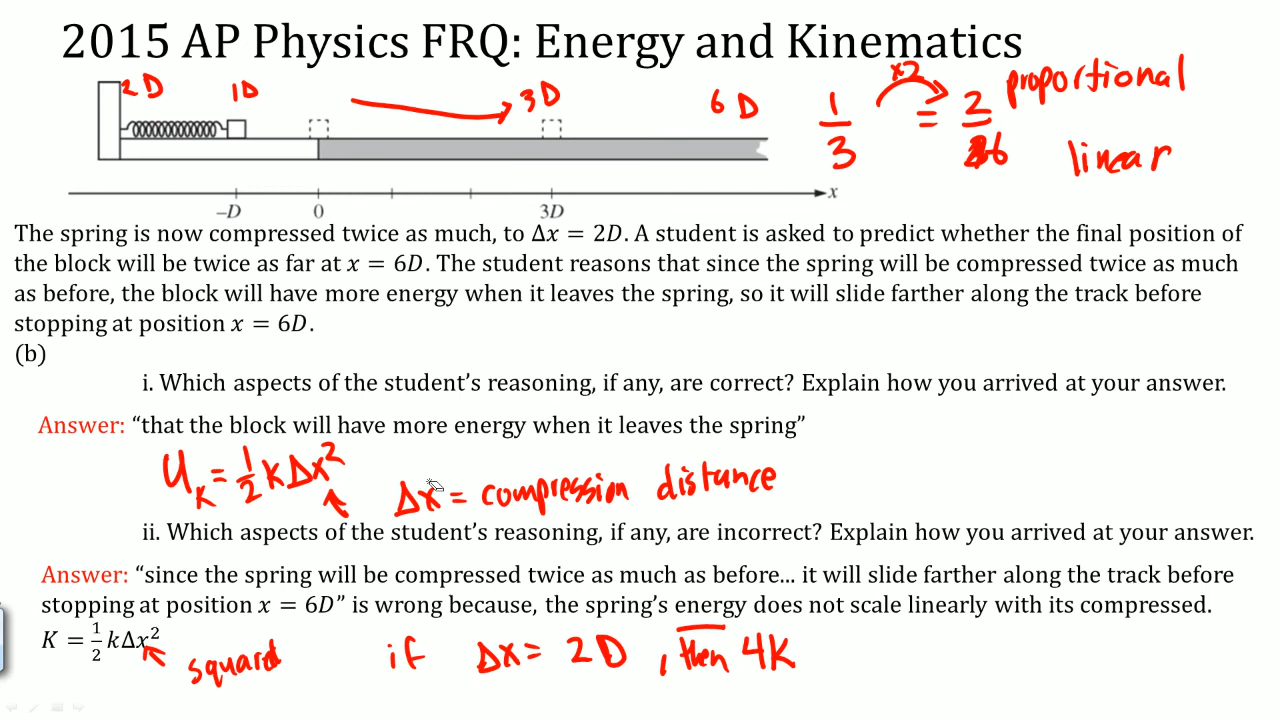 2015 AP Physics FRQ: Energy and Kinematics
2D 1D 3D 6D
1/3 = 2/6 x2 proportional
linear
–D 0 3D x
The spring is now compressed twice as much, to Δx = 2D. A student is asked to predict whether the final position of
the block will be twice as far at x = 6D. The student reasons that since the spring will be compressed twice as much
as before, the block will have more energy when it leaves the spring, so it will slide farther along the track before
stopping at position x = 6D.
(b)
i. Which aspects of the student’s reasoning, if any, are correct? Explain how you arrived at your answer.
Answer: “that the block will have more energy when it leaves the spring”
U_K = 1/2 kΔx² Δx = compression distance
ii. Which aspects of the student’s reasoning, if any, are incorrect? Explain how you arrived at your answer.
Answer: “since the spring will be compressed twice as much as before... it will slide farther along the track before
stopping at position x = 6D” is wrong because, the spring’s energy does not scale linearly with its compressed.
K = 1/2 kΔx²
squard if Δx = 2D, then 4K